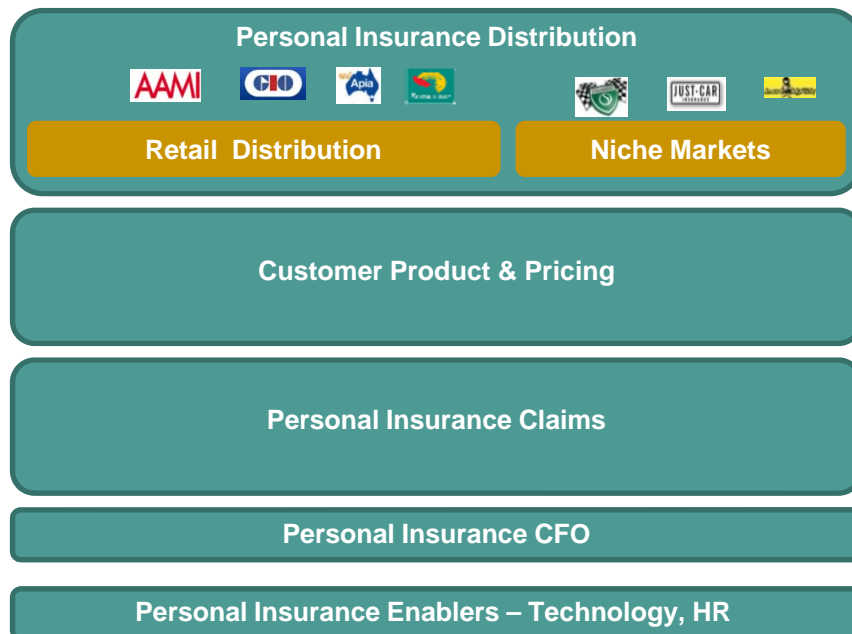 Personal Insurance Distribution
AAMI
GIO
Apia
JUST·CAR
INSURANCE
Retail Distribution
Niche Markets
Customer Product & Pricing
Personal Insurance Claims
Personal Insurance CFO
Personal Insurance Enablers – Technology, HR